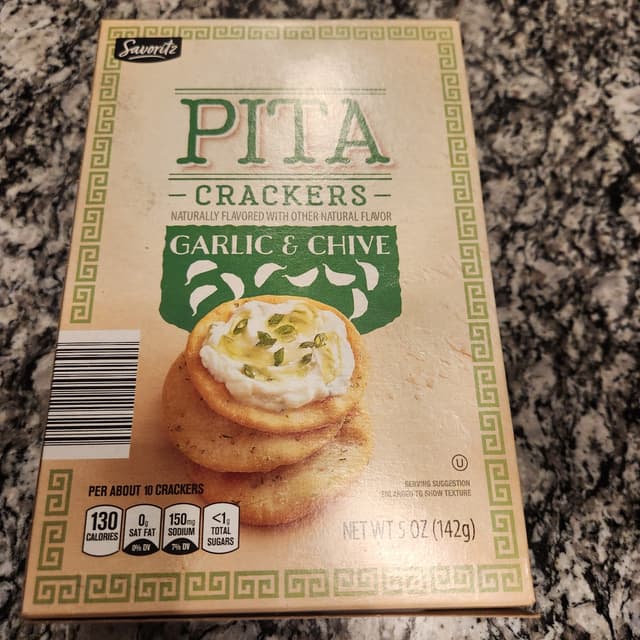 Savoritz
PITA
CRACKERS
NATURALLY FLAVORED WITH OTHER NATURAL FLAVOR
GARLIC & CHIVE
U
SERVING SUGGESTION
ENLARGED TO SHOW TEXTURE
PER ABOUT 10 CRACKERS
130 CALORIES
0g SAT FAT 0% DV
150mg SODIUM 7% DV
<1g TOTAL SUGARS
NET WT 5 OZ (142g)